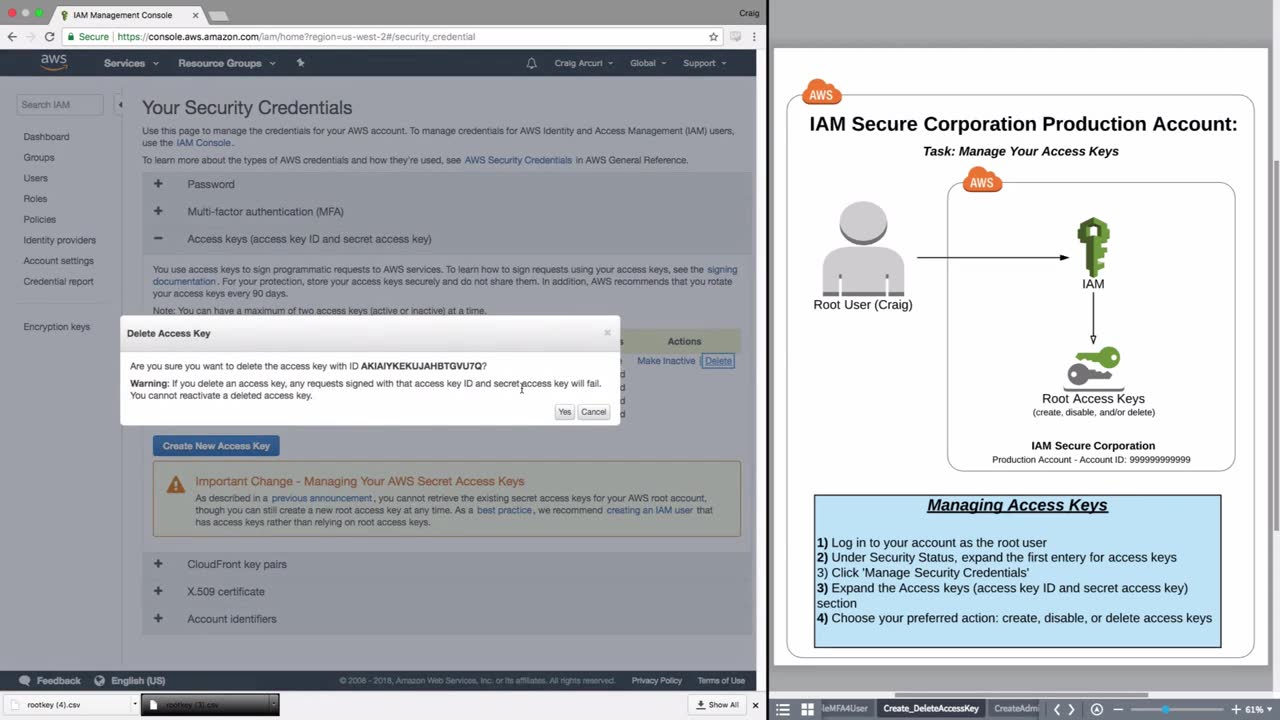 IAM Management Console
Craig
Secure
https://console.aws.amazon.com/iam/home?region=us-west-2#/security_credential
aws
Services
Resource Groups
Craig Arcuri
Global
Support
Search IAM
Dashboard
Groups
Users
Roles
Policies
Identity providers
Account settings
Credential report
Encryption keys
Your Security Credentials
Use this page to manage the credentials for your AWS account. To manage credentials for AWS Identity and Access Management (IAM) users,
use the IAM Console.
To learn more about the types of AWS credentials and how they're used, see AWS Security Credentials in AWS General Reference.
+ Password
+ Multi-factor authentication (MFA)
− Access keys (access key ID and secret access key)
You use access keys to sign programmatic requests to AWS services. To learn how to sign requests using your access keys, see the signing
documentation. For your protection, store your access keys securely and do not share them. In addition, AWS recommends that you rotate
your access keys every 90 days.
Note: You can have a maximum of two access keys (active or inactive) at a time.
s
Actions
e
Make Inactive | Delete
d
d
d
d
Delete Access Key
×
Are you sure you want to delete the access key with ID AKIAIYKEKUJAHBTGVU7Q?
Warning: If you delete an access key, any requests signed with that access key ID and secret access key will fail.
You cannot reactivate a deleted access key.
Yes
Cancel
Create New Access Key
Important Change - Managing Your AWS Secret Access Keys
As described in a previous announcement, you cannot retrieve the existing secret access keys for your AWS root account,
though you can still create a new root access key at any time. As a best practice, we recommend creating an IAM user that
has access keys rather than relying on root access keys.
+ CloudFront key pairs
+ X.509 certificate
+ Account identifiers
Feedback
English (US)
© 2008 - 2018, Amazon Web Services, Inc. or its affiliates. All rights reserved.
Privacy Policy
Terms of Use
rootkey (4).csv
rootkey (3).csv
Show All
AWS
IAM Secure Corporation Production Account:
Task: Manage Your Access Keys
AWS
Root User (Craig)
IAM
Root Access Keys
(create, disable, and/or delete)
IAM Secure Corporation
Production Account - Account ID: 999999999999
Managing Access Keys
1) Log in to your account as the root user
2) Under Security Status, expand the first entery for access keys
3) Click 'Manage Security Credentials'
3) Expand the Access keys (access key ID and secret access key)
section
4) Choose your preferred action: create, disable, or delete access keys
leMFA4User
Create_DeleteAccessKey
CreateAdmi
61%